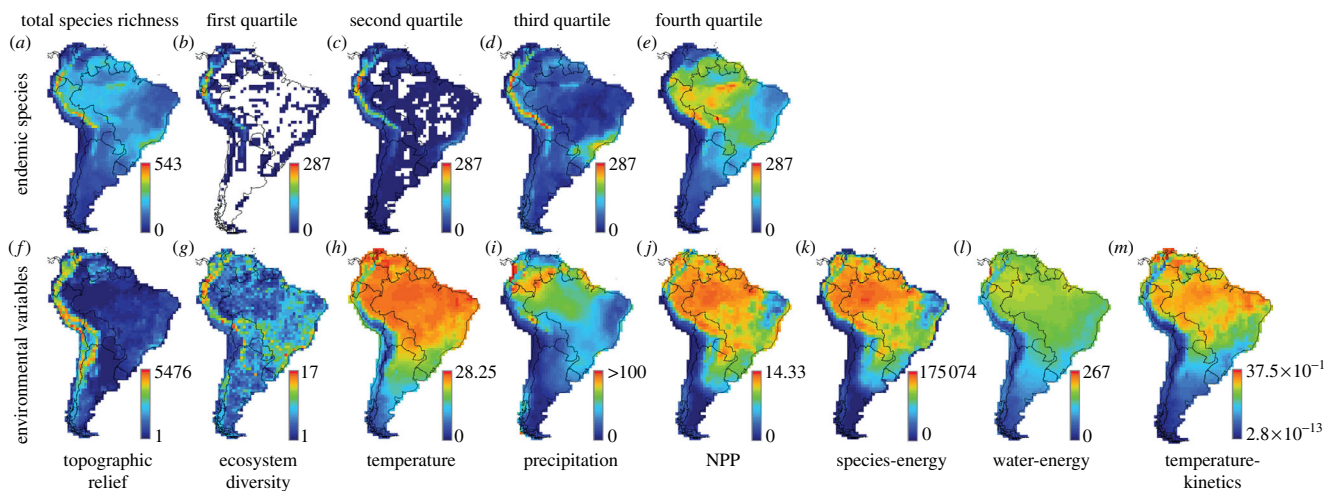 total species richness first quartile second quartile third quartile fourth quartile
(a) (b) (c) (d) (e)
endemic species
543 287 287 287 287
0 0 0 0 0
(f) (g) (h) (i) (j) (k) (l) (m)
environmental variables
5476 17 28.25 >100 14.33 175 074 267 37.5×10⁻¹
1 1 0 0 0 0 0 2.8×10⁻¹³
topographic relief
ecosystem diversity
temperature
precipitation
NPP
species-energy
water-energy
temperature-
kinetics